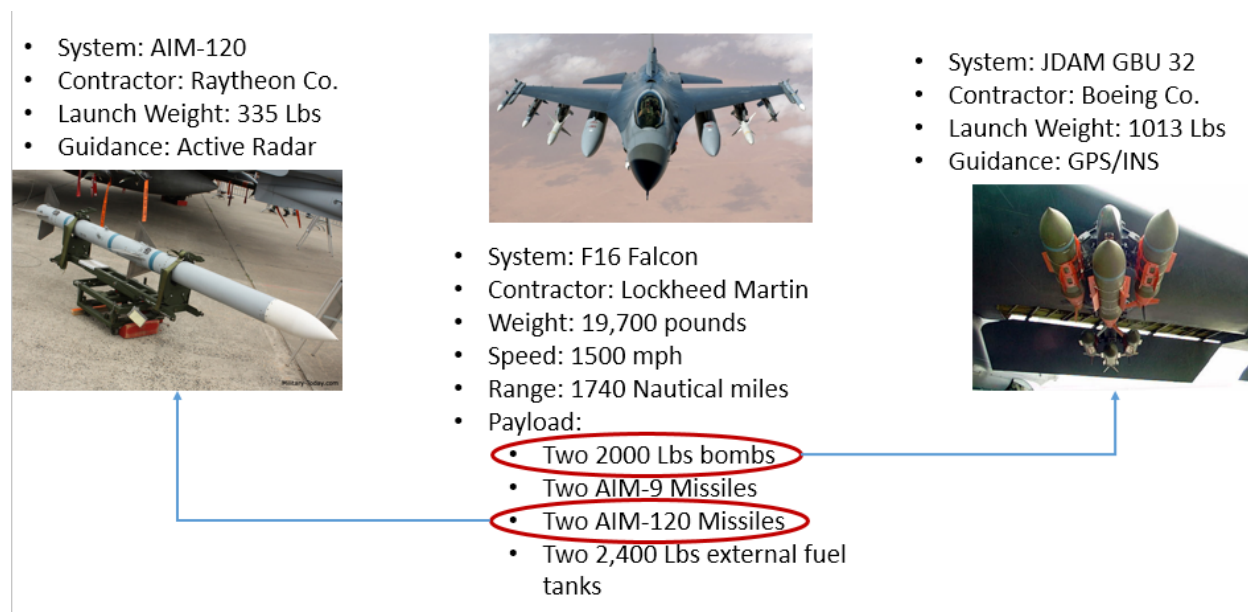 • System: AIM-120
• Contractor: Raytheon Co.
• Launch Weight: 335 Lbs
• Guidance: Active Radar
Military-Today.com
• System: F16 Falcon
• Contractor: Lockheed Martin
• Weight: 19,700 pounds
• Speed: 1500 mph
• Range: 1740 Nautical miles
• Payload:
• Two 2000 Lbs bombs
• Two AIM-9 Missiles
• Two AIM-120 Missiles
• Two 2,400 Lbs external fuel
tanks
• System: JDAM GBU 32
• Contractor: Boeing Co.
• Launch Weight: 1013 Lbs
• Guidance: GPS/INS